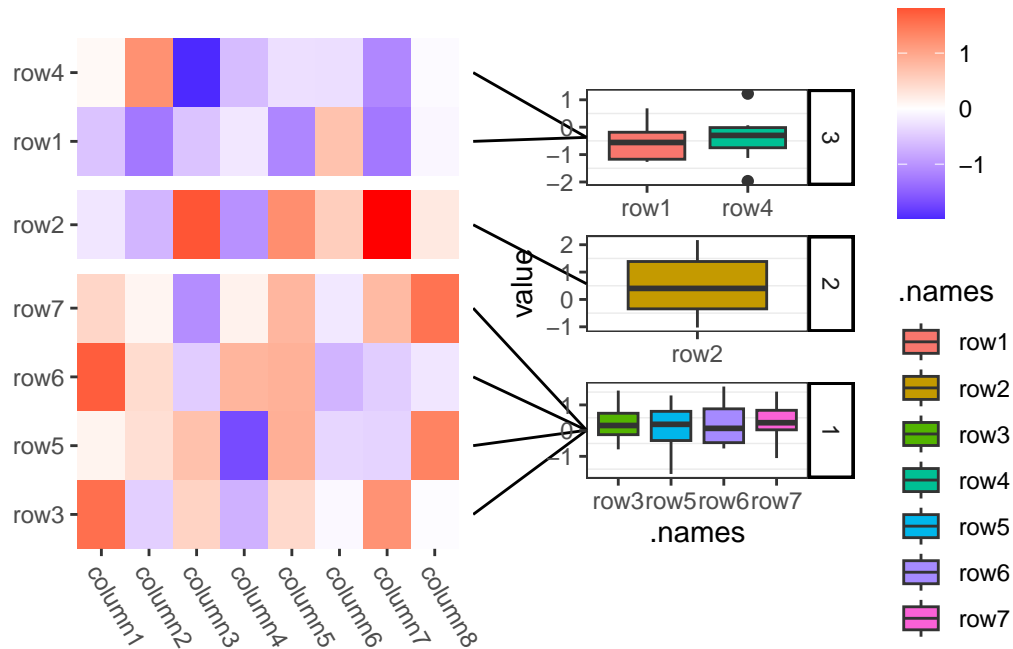 row4
row1
row2
row7
row6
row5
row3
column1
column2
column3
column4
column5
column6
column7
column8
value
1
0
−1
−2
row1
row4
3
2
1
0
−1
row2
2
1
0
−1
row3
row5
row6
row7
1
.names
1
0
−1
.names
row1
row2
row3
row4
row5
row6
row7